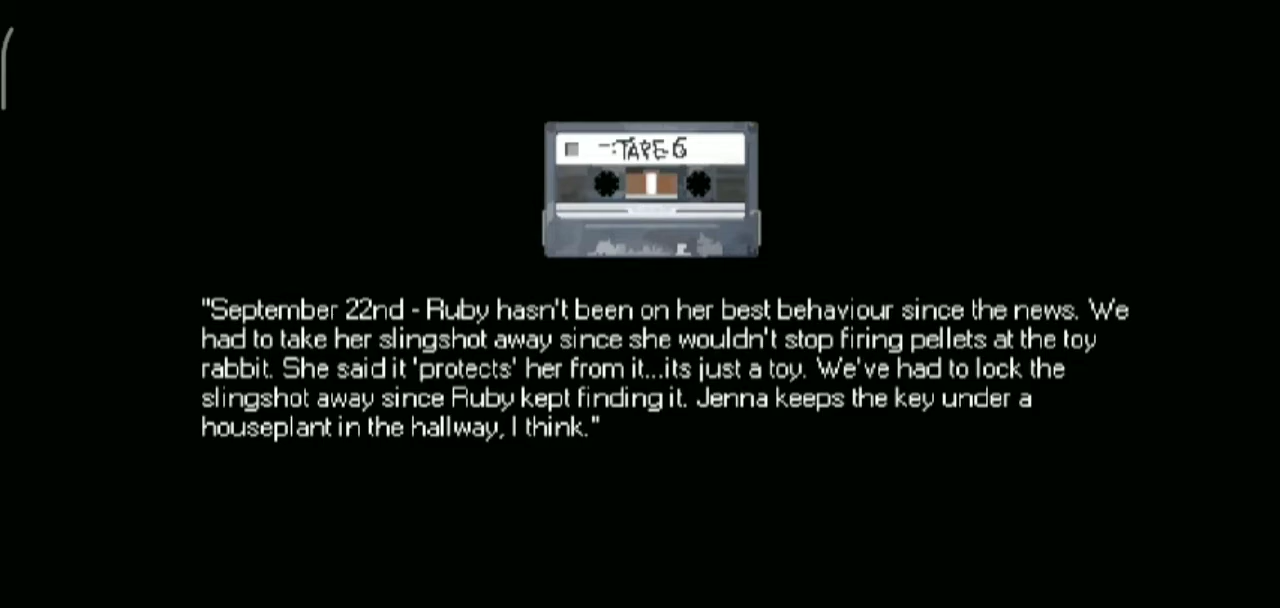 -:TAPE-6
"September 22nd - Ruby hasn't been on her best behaviour since the news. We
had to take her slingshot away since she wouldn't stop firing pellets at the toy
rabbit. She said it 'protects' her from it...its just a toy. We've had to lock the
slingshot away since Ruby kept finding it. Jenna keeps the key under a
houseplant in the hallway, I think."